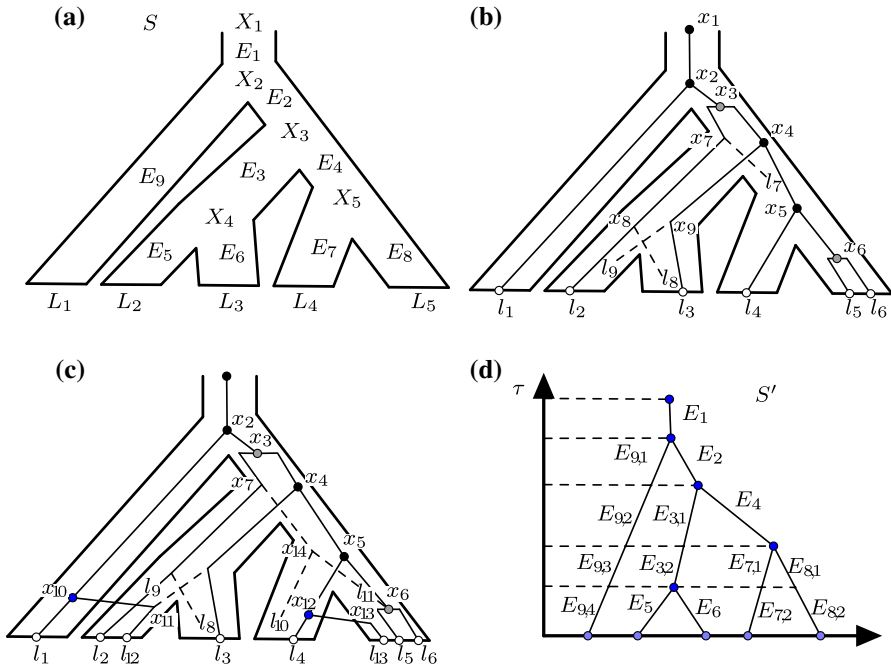 (a) S X1
E1
X2
E2
X3
E9 E3 E4
X4 X5
E5 E6 E7 E8
L1 L2 L3 L4 L5
(b) x1
x2
x3
x7 x4
l7
x8 x9 x5
l9 l8 x6
l1 l2 l3 l4 l5 l6
(c)
x2
x3
x7 x4
x14 x5
x10 l9 l11 x6
x11 l8 l10 x12 x13
l1 l2 l12 l3 l4 l13 l5 l6
(d) τ S′
E1
E9,1 E2
E9,2 E3,1 E4
E9,3 E3,2 E7,1 E8,1
E9,4 E5 E6 E7,2 E8,2